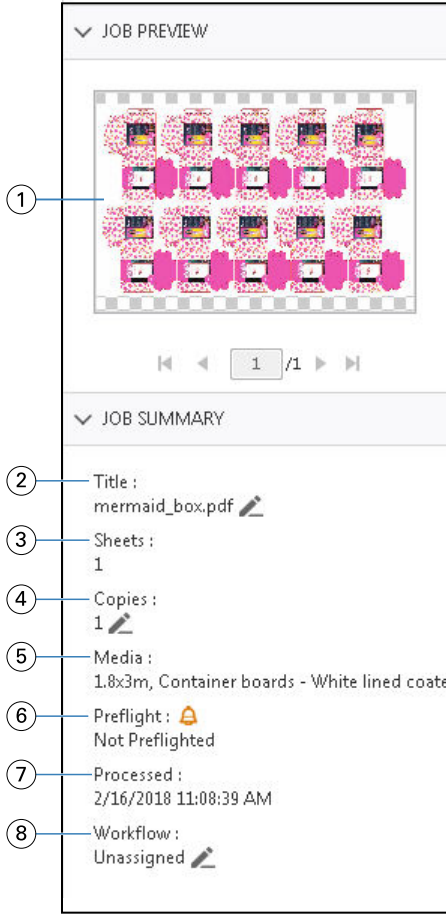 JOB PREVIEW
1
1 /1
JOB SUMMARY
2 Title :
mermaid_box.pdf
3 Sheets :
1
4 Copies :
1
5 Media :
1.8x3m, Container boards - White lined coate
6 Preflight :
Not Preflighted
7 Processed :
2/16/2018 11:08:39 AM
8 Workflow :
Unassigned